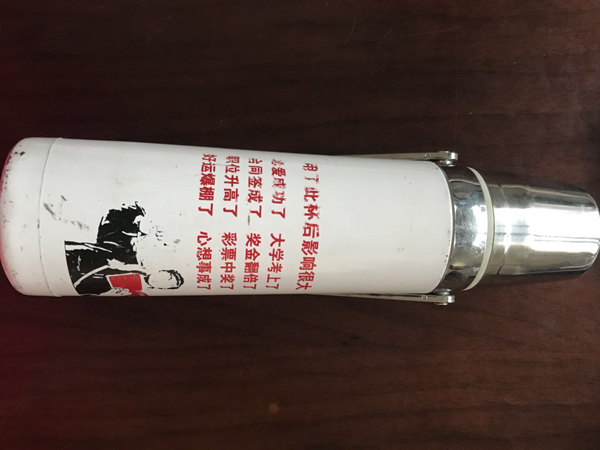 用了 此杯后影响很大
恋爱成功了 大学考上了
合同签成了 奖金翻倍了
职位升高了 彩票中奖了
好运爆棚了 心想事成了